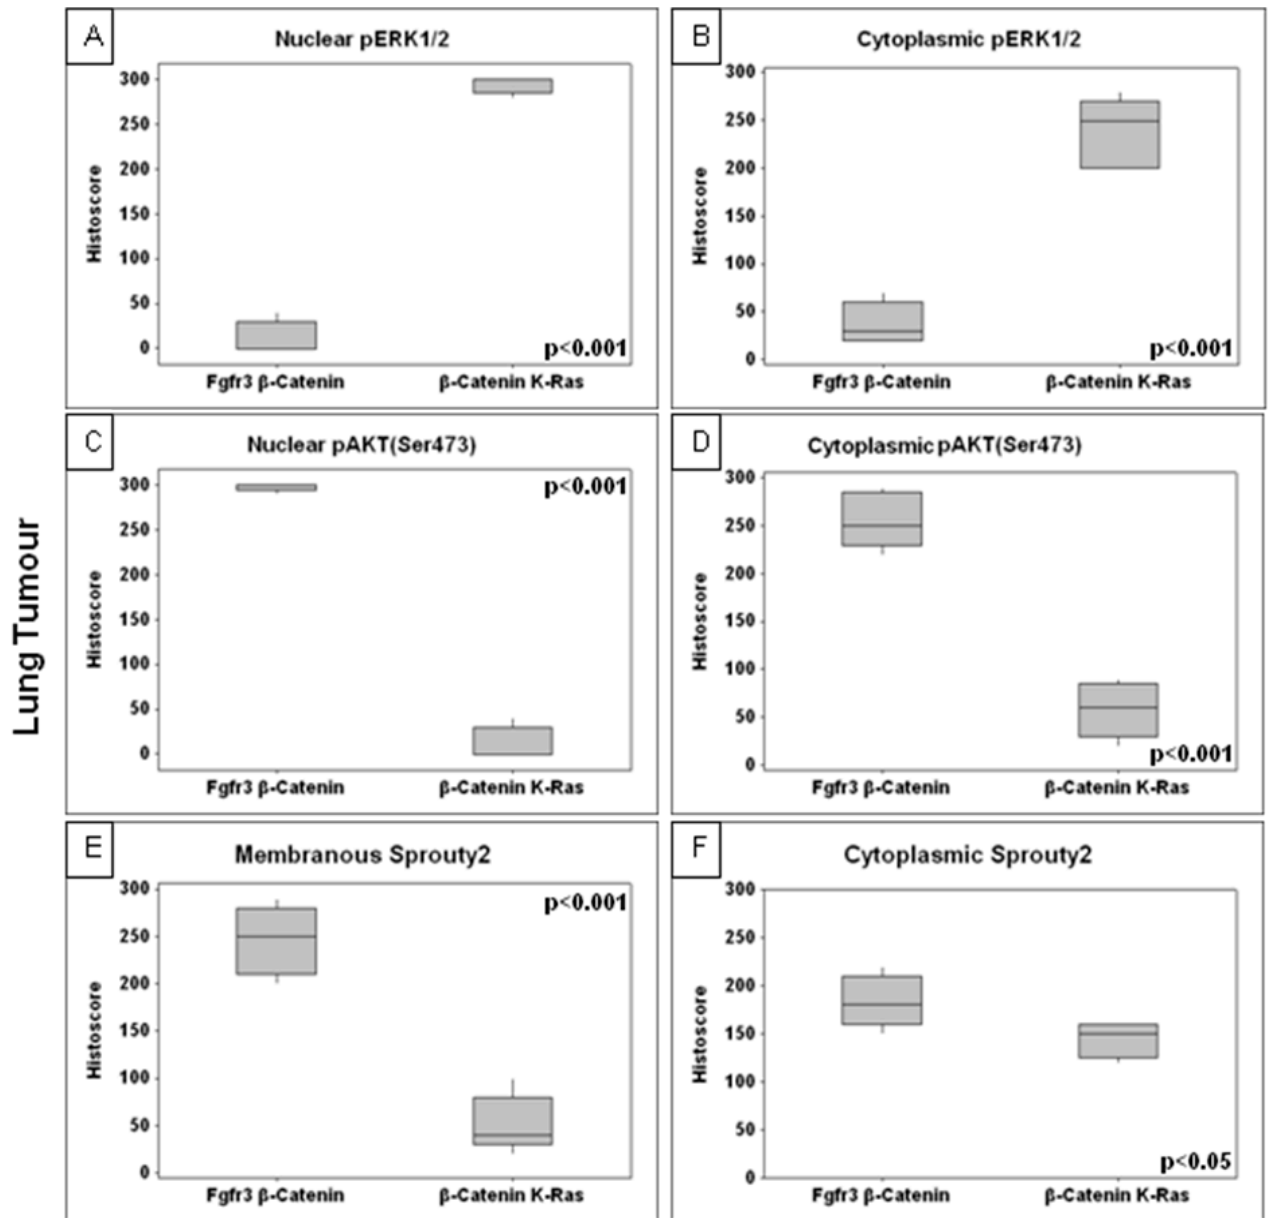 Lung Tumour
A
Nuclear pERK1/2
Histoscore
300
250
200
150
100
50
0
p<0.001
Fgfr3 β-Catenin
β-Catenin K-Ras
B
Cytoplasmic pERK1/2
Histoscore
300
250
200
150
100
50
0
p<0.001
Fgfr3 β-Catenin
β-Catenin K-Ras
C
Nuclear pAKT(Ser473)
Histoscore
300
250
200
150
100
50
0
p<0.001
Fgfr3 β-Catenin
β-Catenin K-Ras
D
Cytoplasmic pAKT(Ser473)
Histoscore
300
250
200
150
100
50
0
p<0.001
Fgfr3 β-Catenin
β-Catenin K-Ras
E
Membranous Sprouty2
Histoscore
300
250
200
150
100
50
0
p<0.001
Fgfr3 β-Catenin
β-Catenin K-Ras
F
Cytoplasmic Sprouty2
Histoscore
300
250
200
150
100
50
0
p<0.05
Fgfr3 β-Catenin
β-Catenin K-Ras